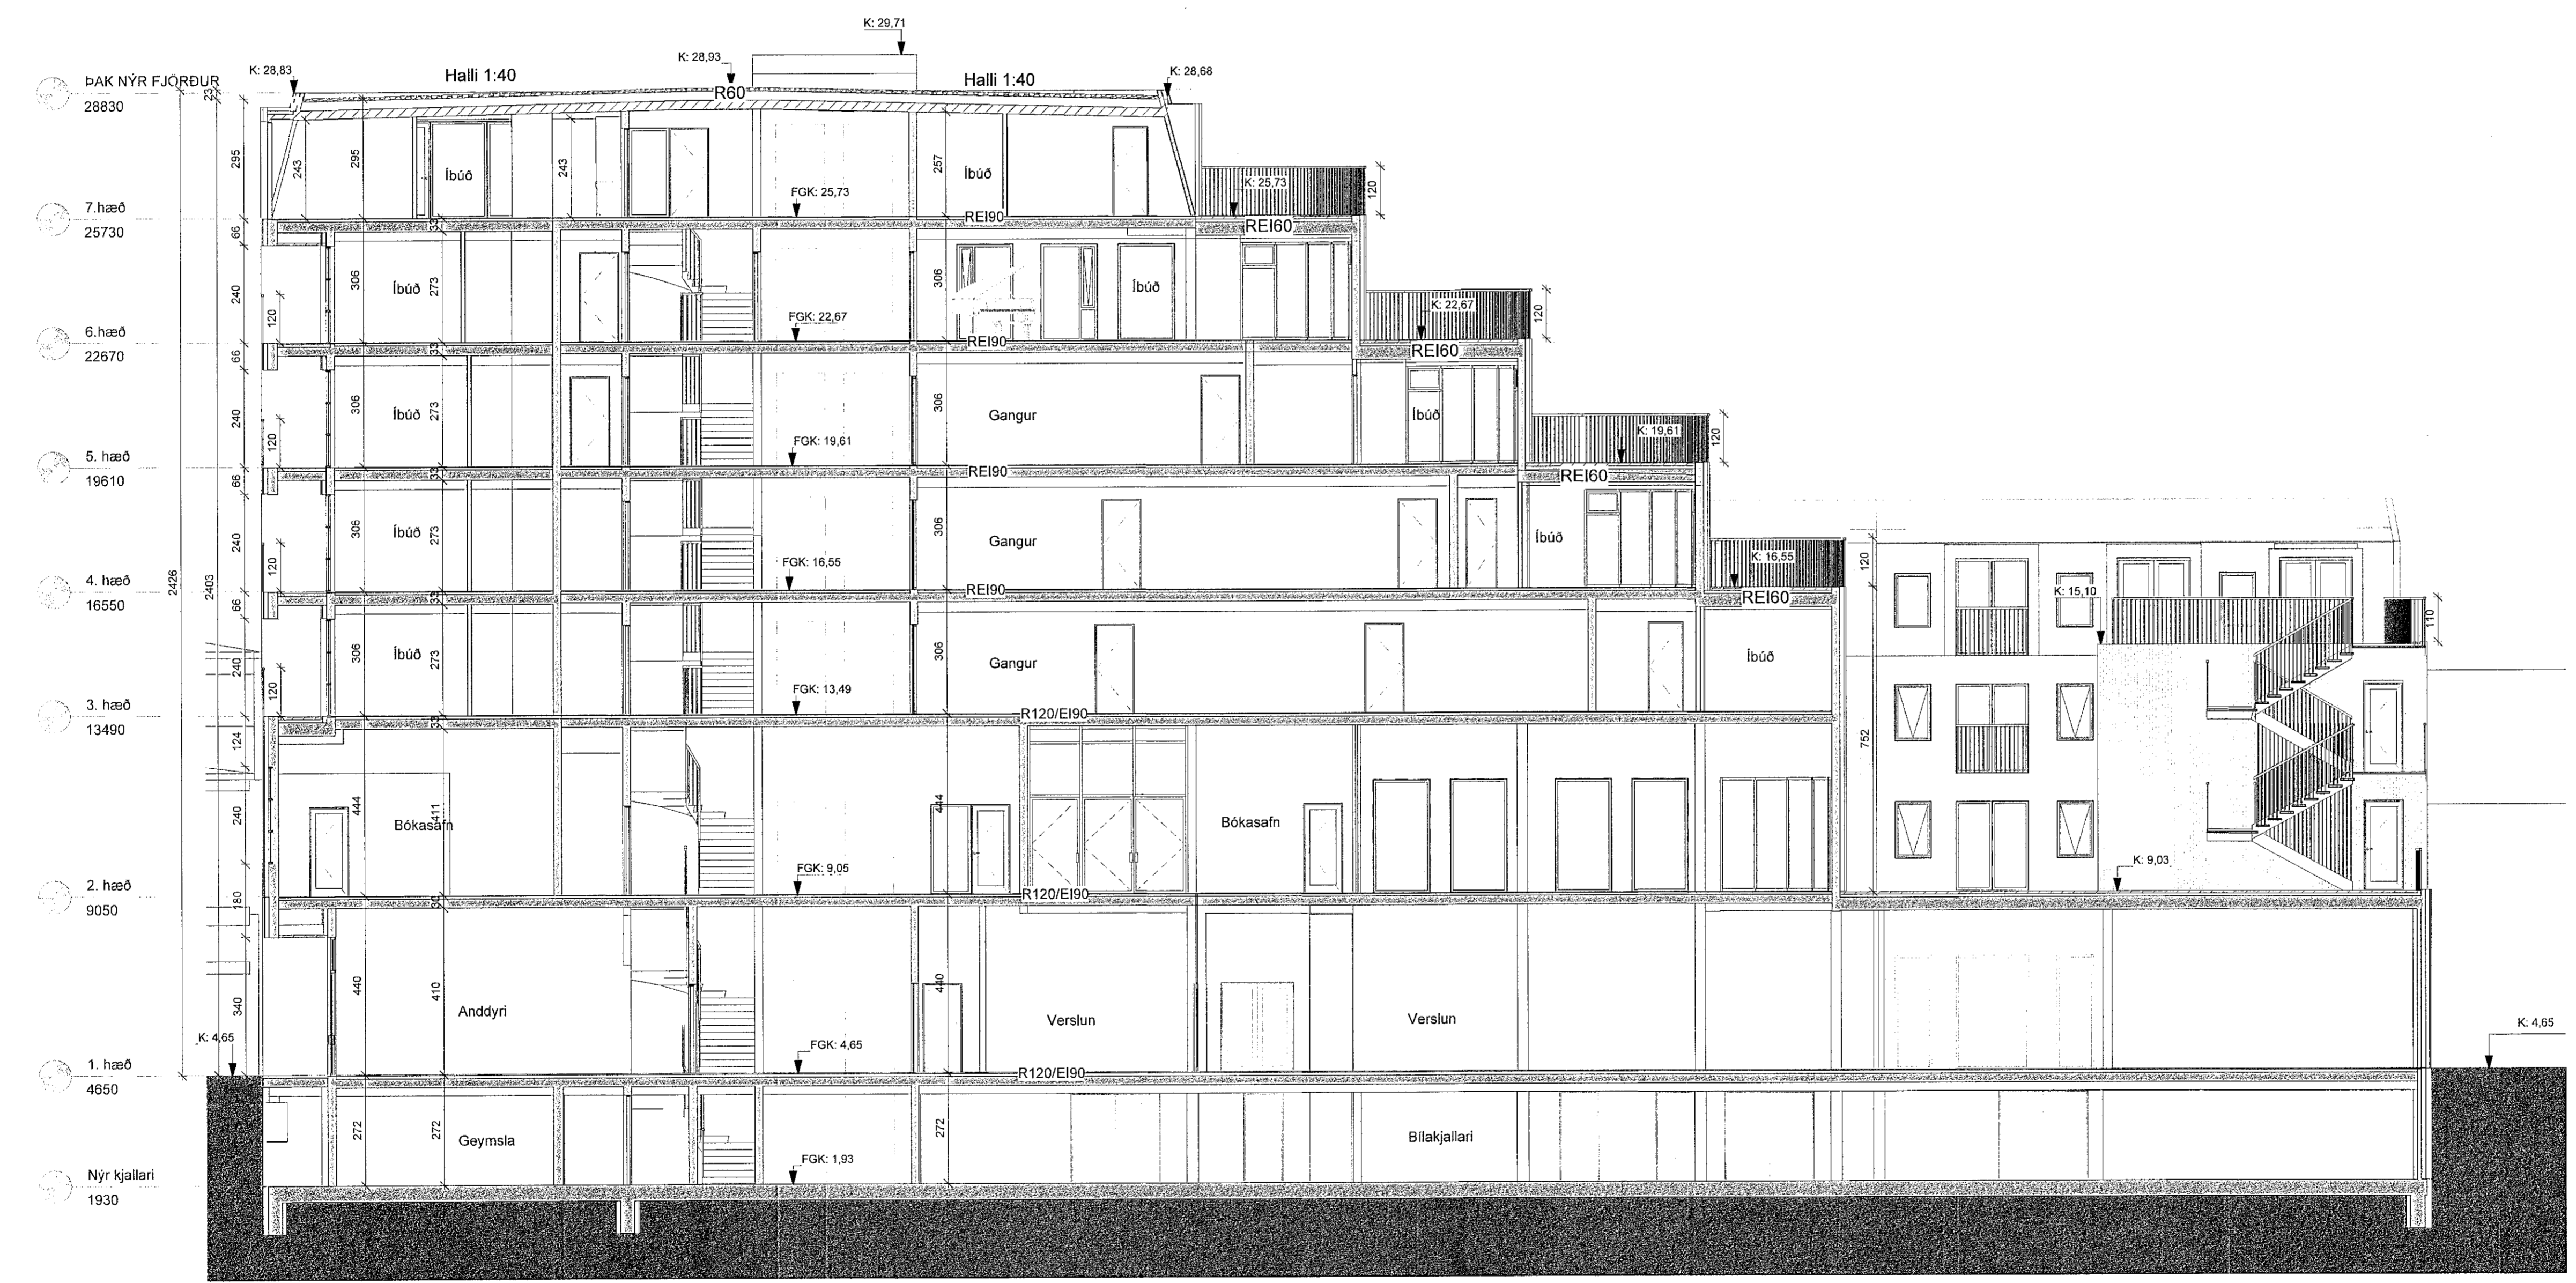 K: 29,71
K: 28,93
ÞAK NÝR FJÖRÐUR
28830
K: 28,83
Halli 1:40
Halli 1:40
K: 28,68
R60
23
295
243
295
Íbúð
243
257
Íbúð
FGK: 25,73
K: 25,73
120
7.hæð
25730
REI90
REI60
66
33
240
120
306
Íbúð
273
306
Íbúð
FGK: 22,67
K: 22,67
120
6.hæð
22670
REI90
REI60
66
33
240
120
306
Íbúð
273
306
Gangur
Íbúð
FGK: 19,61
K: 19,61
120
5. hæð
19610
REI90
REI60
66
33
240
120
306
Íbúð
273
306
Gangur
Íbúð
FGK: 16,55
K: 16,55
120
2426
2403
4. hæð
16550
REI90
REI60
K: 15,10
110
66
33
240
120
306
Íbúð
273
306
Gangur
Íbúð
FGK: 13,49
3. hæð
13490
R120/EI90
33
124
752
240
444
Bókasafn
411
444
Bókasafn
FGK: 9,05
K: 9,03
2. hæð
9050
R120/EI90
180
30
340
440
410
Anddyri
440
Verslun
Verslun
K: 4,65
FGK: 4,65
K: 4,65
1. hæð
4650
R120/EI90
272
272
Geymsla
272
Bílakjallari
FGK: 1,93
Nýr kjallari
1930